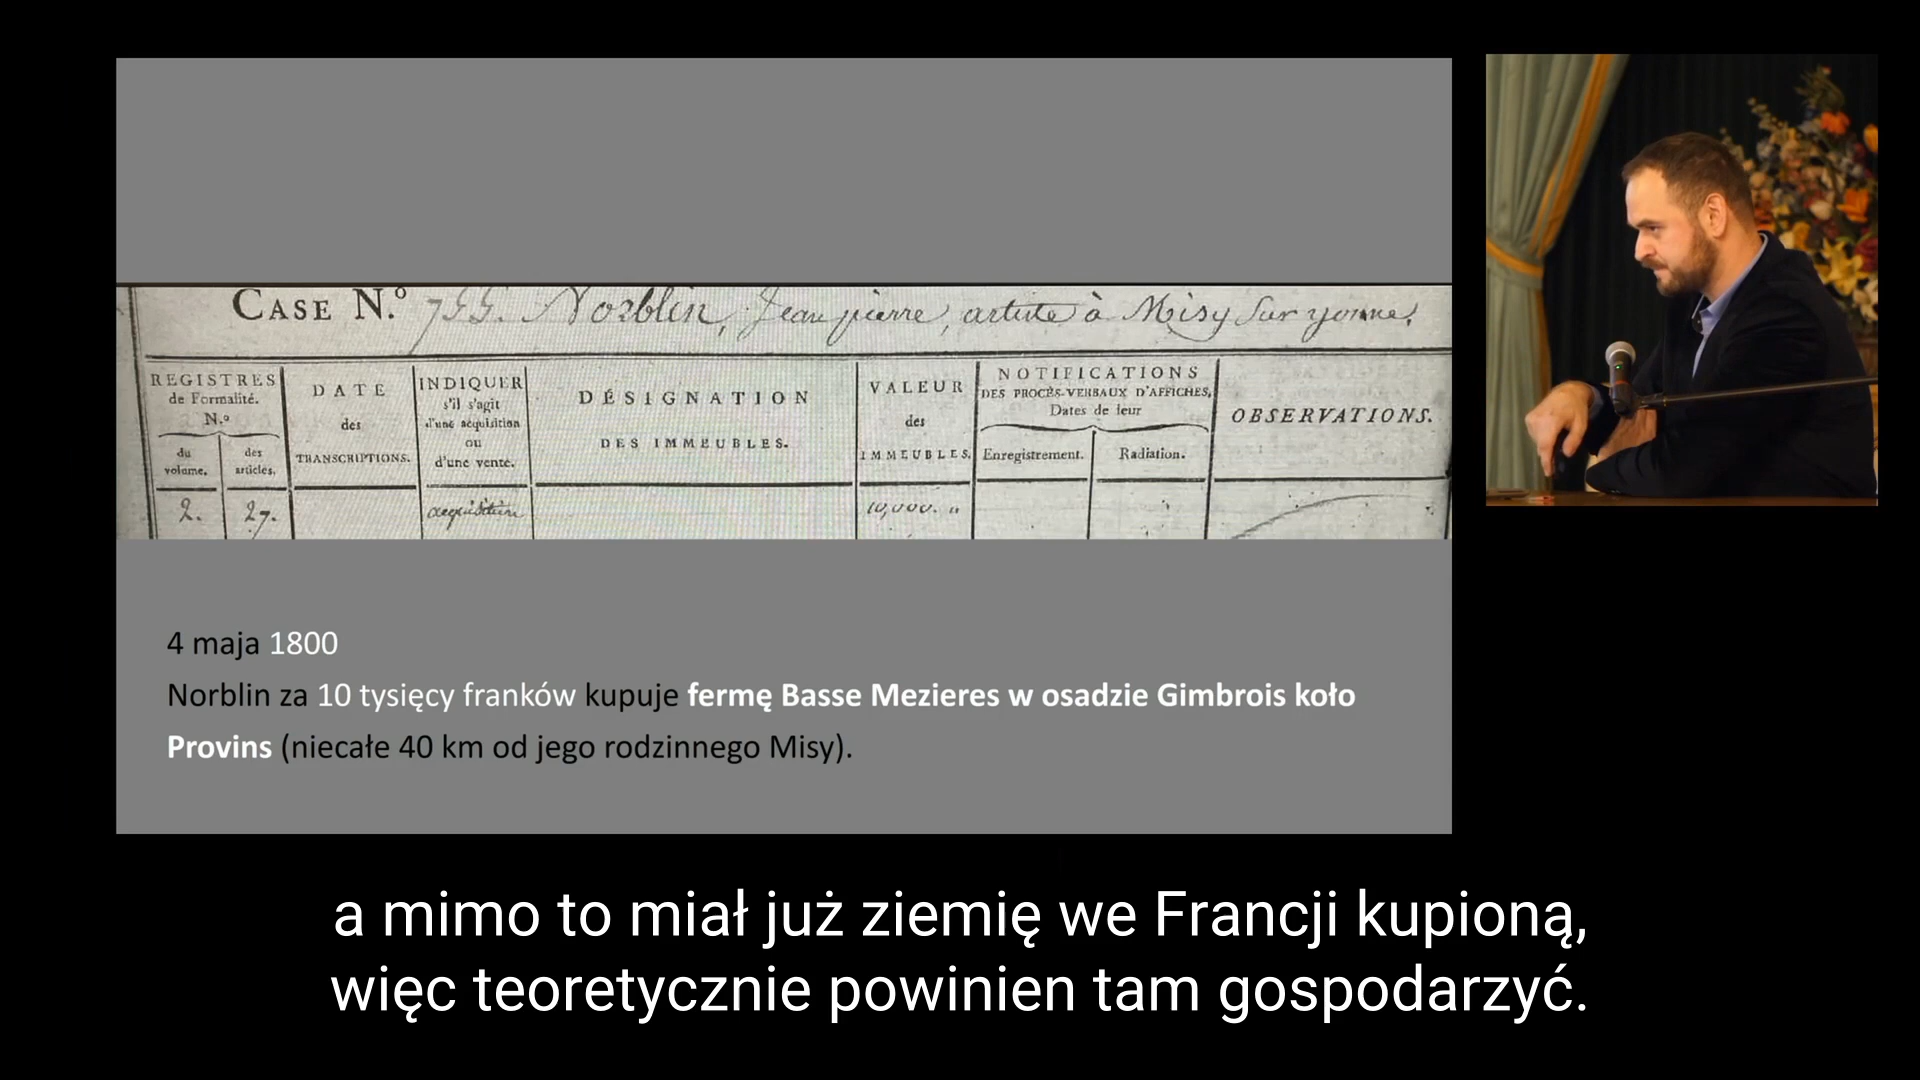 CASE N.º 755. Norblin, Jean pierre, artiste à Misy Sur yonne,
REGISTRES
de Formalité.
N.º
du
volume.
des
articles.
DATE
des
TRANSCRIPTIONS.
INDIQUER
s'il s'agit
d'une acquisition
ou
d'une vente.
DÉSIGNATION
DES IMMEUBLES.
VALEUR
des
IMMEUBLES.
NOTIFICATIONS
DES PROCÈS-VERBAUX D'AFFICHES,
Dates de leur
Enregistrement.
Radiation.
OBSERVATIONS.
2. 27. acquisition 10,000. "
4 maja 1800
Norblin za 10 tysięcy franków kupuje fermę Basse Mezieres w osadzie Gimbrois koło
Provins (niecałe 40 km od jego rodzinnego Misy).
a mimo to miał już ziemię we Francji kupioną,
więc teoretycznie powinien tam gospodarzyć.